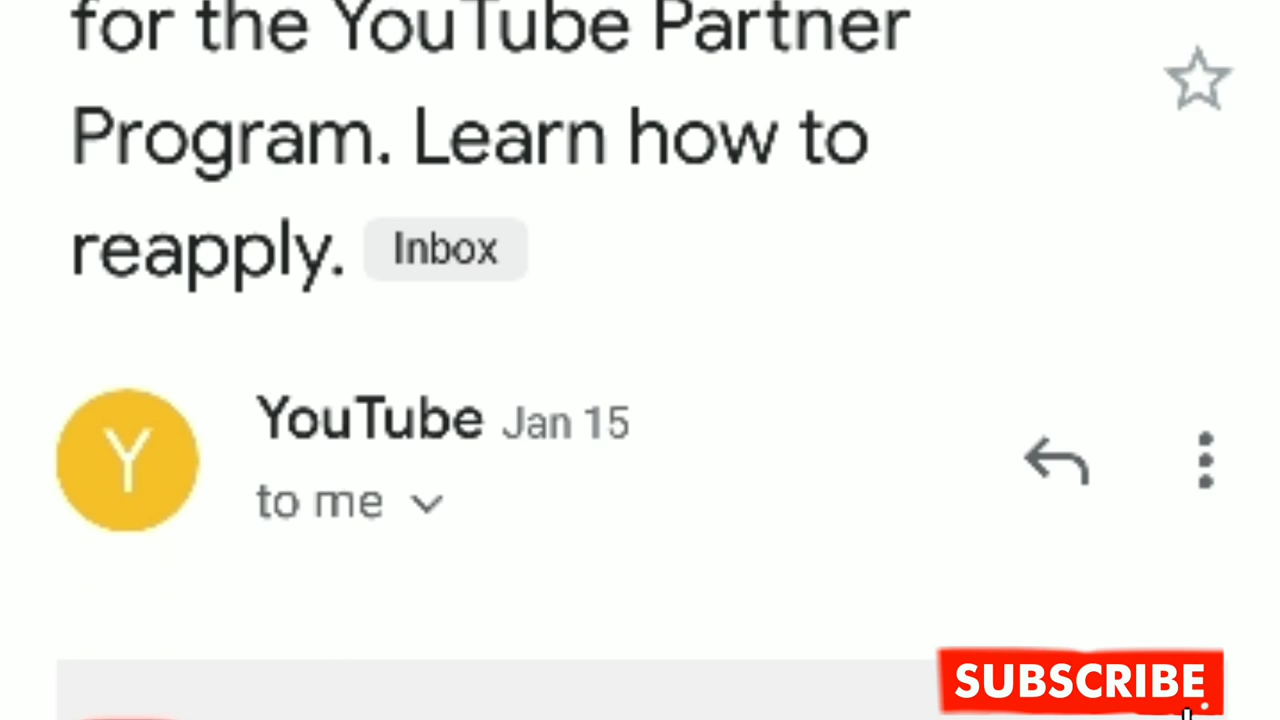 for the YouTube Partner
Program. Learn how to
reapply. Inbox
Y
YouTube Jan 15
to me
SUBSCRIBE